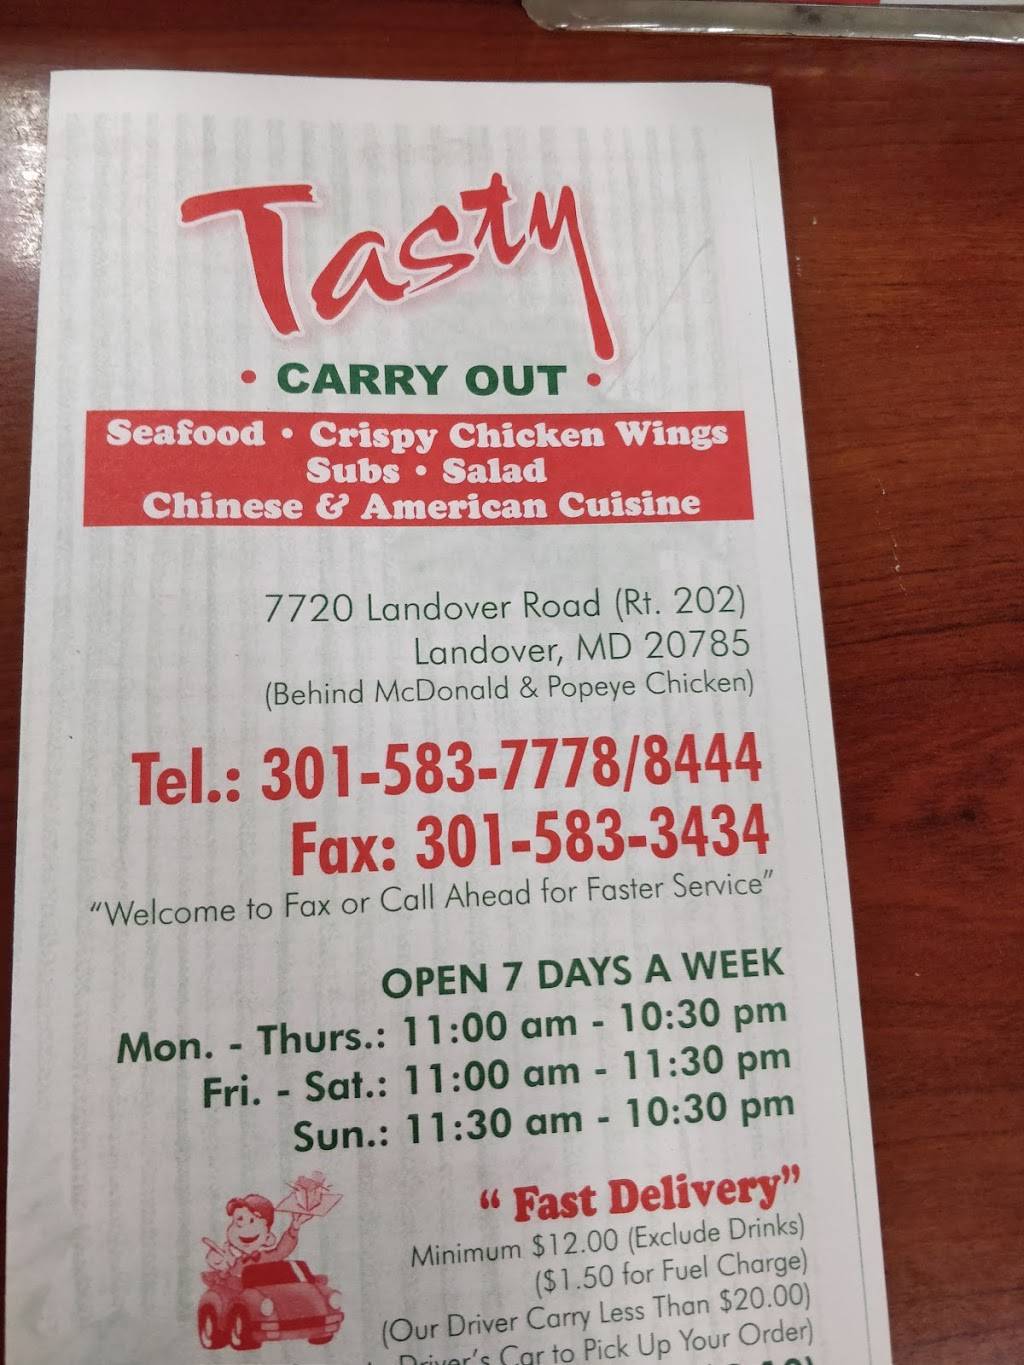 Tasty
• CARRY OUT •
Seafood • Crispy Chicken Wings
Subs • Salad
Chinese & American Cuisine
7720 Landover Road (Rt. 202)
Landover, MD 20785
(Behind McDonald & Popeye Chicken)
Tel.: 301-583-7778/8444
Fax: 301-583-3434
“Welcome to Fax or Call Ahead for Faster Service”
OPEN 7 DAYS A WEEK
Mon. - Thurs.: 11:00 am - 10:30 pm
Fri. - Sat.: 11:00 am - 11:30 pm
Sun.: 11:30 am - 10:30 pm
“ Fast Delivery”
Minimum $12.00 (Exclude Drinks)
($1.50 for Fuel Charge)
(Our Driver Carry Less Than $20.00)
Driver's Car to Pick Up Your Order)